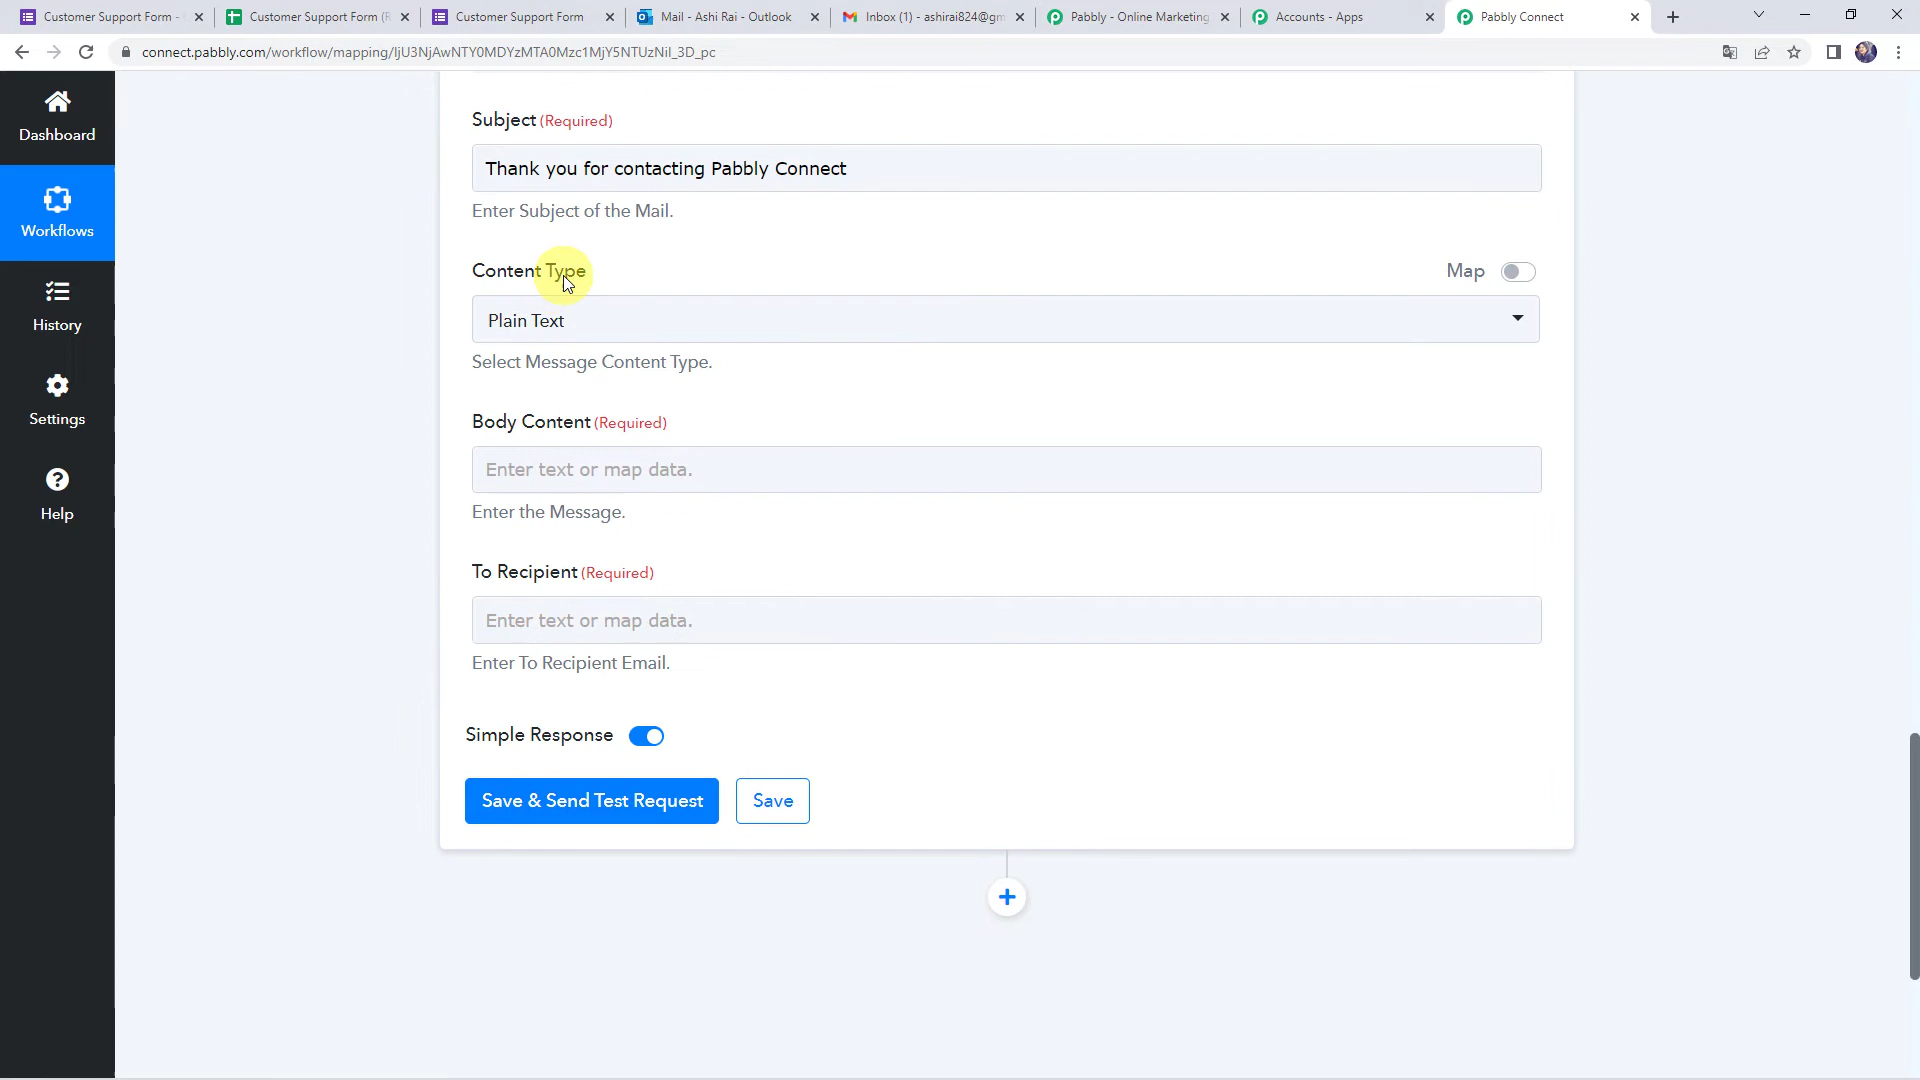 Customer Support Form -
Customer Support Form (R
Customer Support Form
Mail - Ashi Rai - Outlook
Inbox (1) - ashirai824@gm
Pabbly - Online Marketing
Accounts - Apps
Pabbly Connect
connect.pabbly.com/workflow/mapping/IjU3NjAwNTY0MDYzMTA0Mzc1MjY5NTUzNiI_3D_pc
Dashboard
Workflows
History
Settings
Help
Subject (Required)
Thank you for contacting Pabbly Connect
Enter Subject of the Mail.
Content Type
Map
Plain Text
Select Message Content Type.
Body Content (Required)
Enter text or map data.
Enter the Message.
To Recipient (Required)
Enter text or map data.
Enter To Recipient Email.
Simple Response
Save & Send Test Request
Save